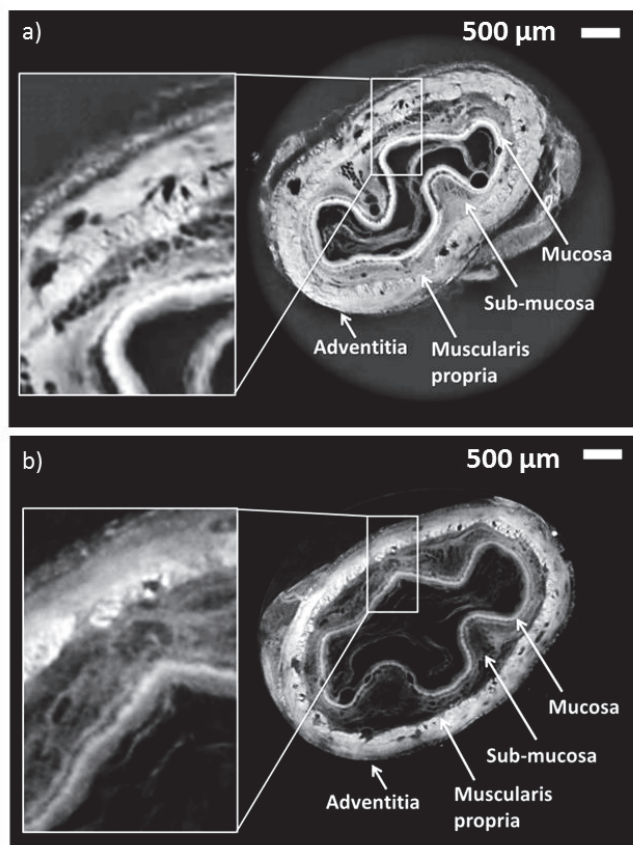 a)
500 μm
Mucosa
Sub-mucosa
Adventitia
Muscularis
propria
b)
500 μm
Mucosa
Sub-mucosa
Adventitia
Muscularis
propria